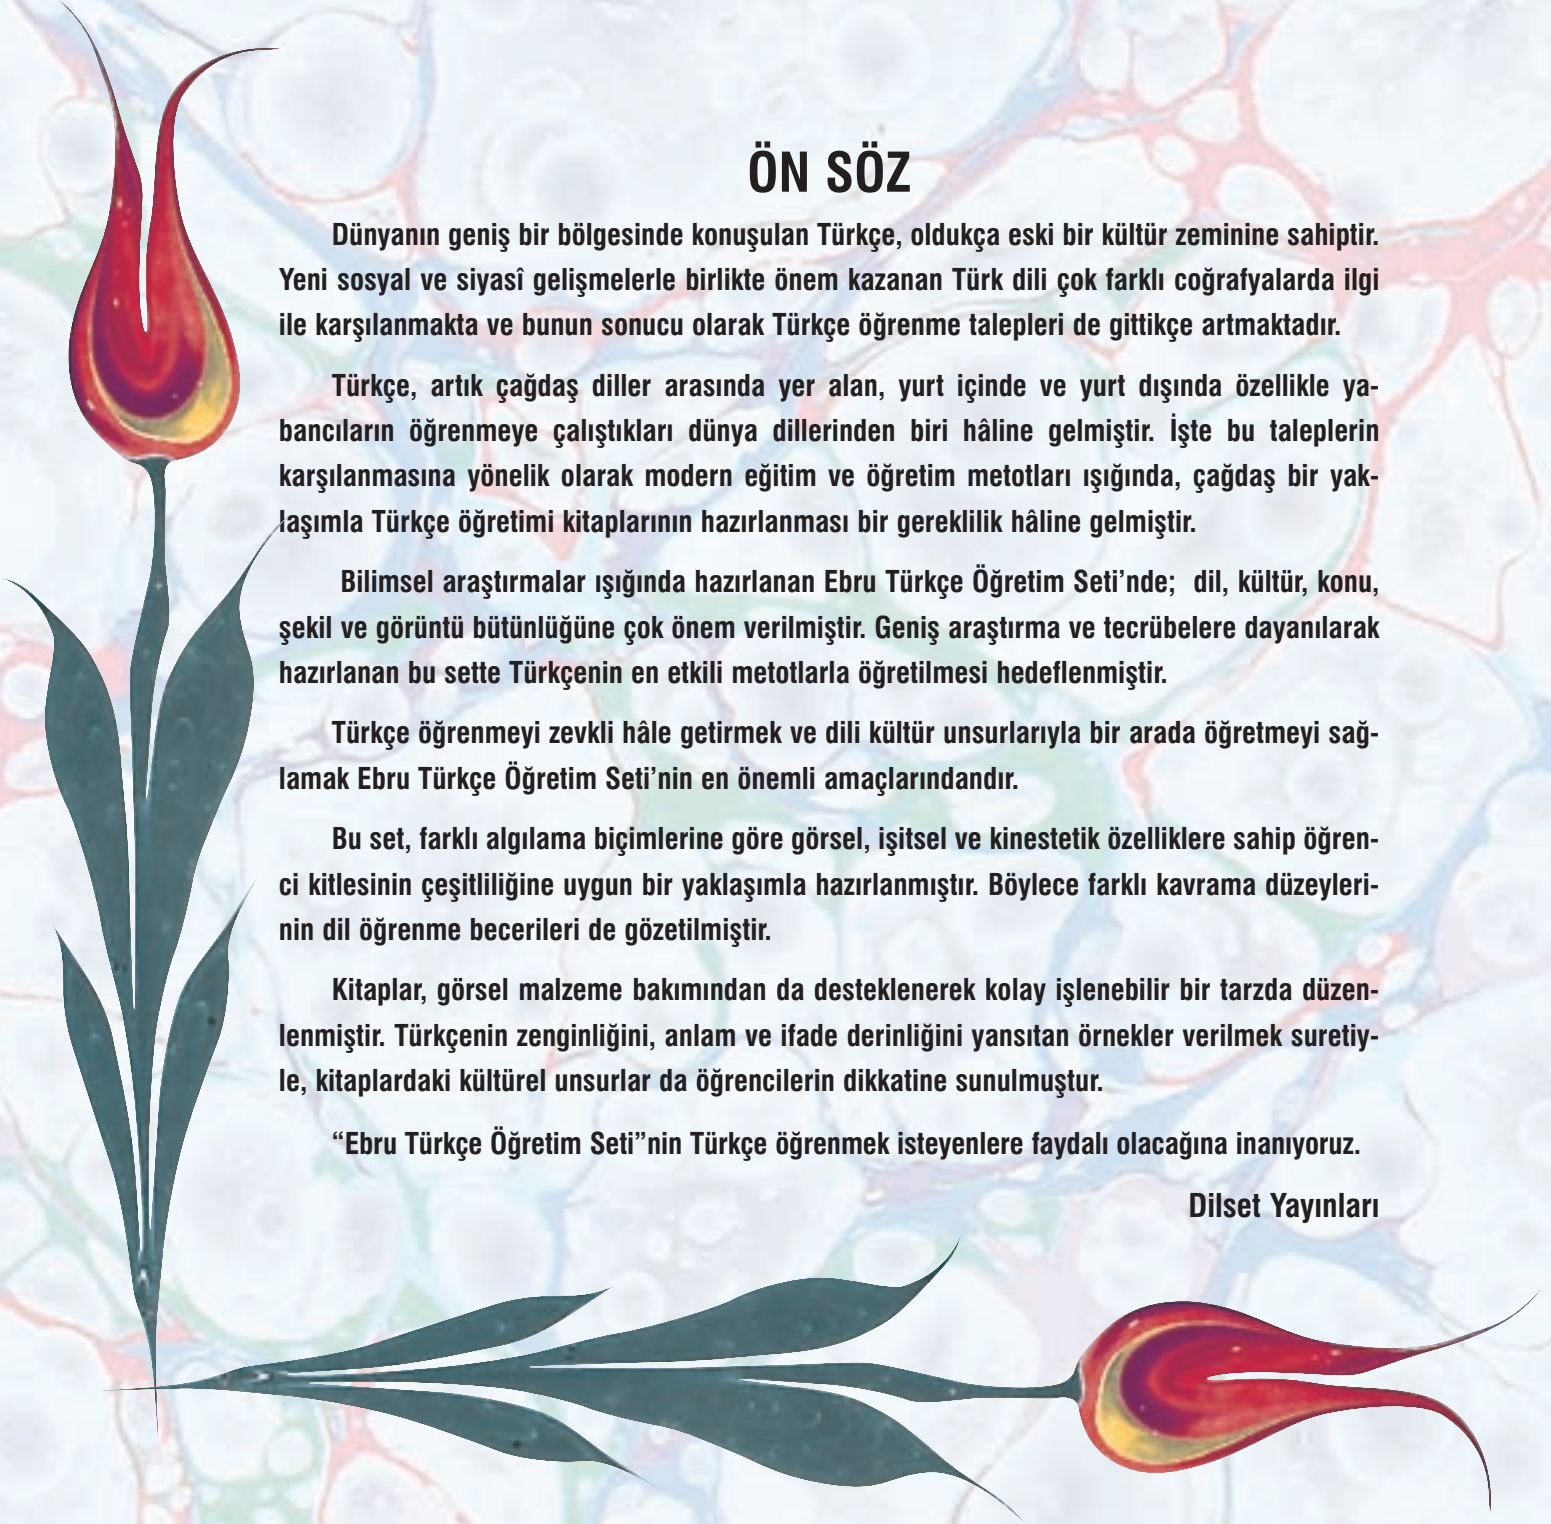 ÖN SÖZ
Dünyanın geniş bir bölgesinde konuşulan Türkçe, oldukça eski bir kültür zeminine sahiptir.
Yeni sosyal ve siyasî gelişmelerle birlikte önem kazanan Türk dili çok farklı coğrafyalarda ilgi
ile karşılanmakta ve bunun sonucu olarak Türkçe öğrenme talepleri de gittikçe artmaktadır.
Türkçe, artık çağdaş diller arasında yer alan, yurt içinde ve yurt dışında özellikle ya-
bancıların öğrenmeye çalıştıkları dünya dillerinden biri hâline gelmiştir. İşte bu taleplerin
karşılanmasına yönelik olarak modern eğitim ve öğretim metotları ışığında, çağdaş bir yak-
laşımla Türkçe öğretimi kitaplarının hazırlanması bir gereklilik hâline gelmiştir.
Bilimsel araştırmalar ışığında hazırlanan Ebru Türkçe Öğretim Seti’nde; dil, kültür, konu,
şekil ve görüntü bütünlüğüne çok önem verilmiştir. Geniş araştırma ve tecrübelere dayanılarak
hazırlanan bu sette Türkçenin en etkili metotlarla öğretilmesi hedeflenmiştir.
Türkçe öğrenmeyi zevkli hâle getirmek ve dili kültür unsurlarıyla bir arada öğretmeyi sağ-
lamak Ebru Türkçe Öğretim Seti’nin en önemli amaçlarındandır.
Bu set, farklı algılama biçimlerine göre görsel, işitsel ve kinestetik özelliklere sahip öğren-
ci kitlesinin çeşitliliğine uygun bir yaklaşımla hazırlanmıştır. Böylece farklı kavrama düzeyleri-
nin dil öğrenme becerileri de gözetilmiştir.
Kitaplar, görsel malzeme bakımından da desteklenerek kolay işlenebilir bir tarzda düzen-
lenmiştir. Türkçenin zenginliğini, anlam ve ifade derinliğini yansıtan örnekler verilmek suretiy-
le, kitaplardaki kültürel unsurlar da öğrencilerin dikkatine sunulmuştur.
“Ebru Türkçe Öğretim Seti”nin Türkçe öğrenmek isteyenlere faydalı olacağına inanıyoruz.
Dilset Yayınları